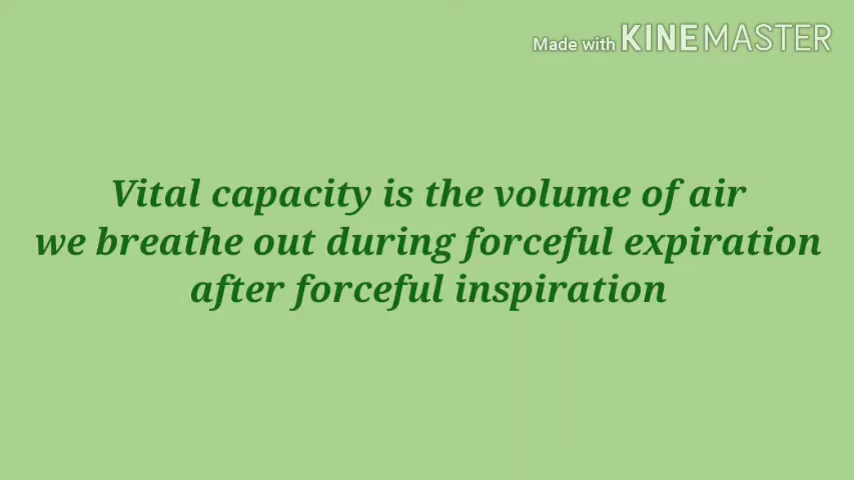 Made with KINEMASTER
Vital capacity is the volume of air
we breathe out during forceful expiration
after forceful inspiration